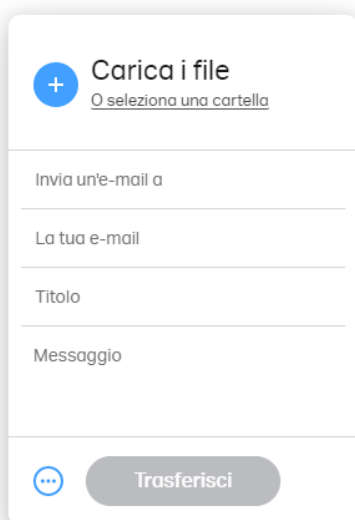 Carica i file
O seleziona una cartella
Invia un'e-mail a
La tua e-mail
Titolo
Messaggio
Trasferisci